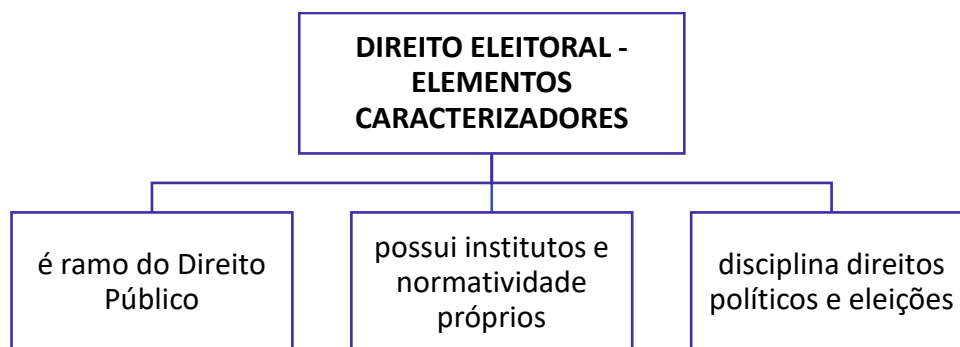 DIREITO ELEITORAL -
ELEMENTOS
CARACTERIZADORES
é ramo do Direito
Público
possui institutos e
normatividade
próprios
disciplina direitos
políticos e eleições